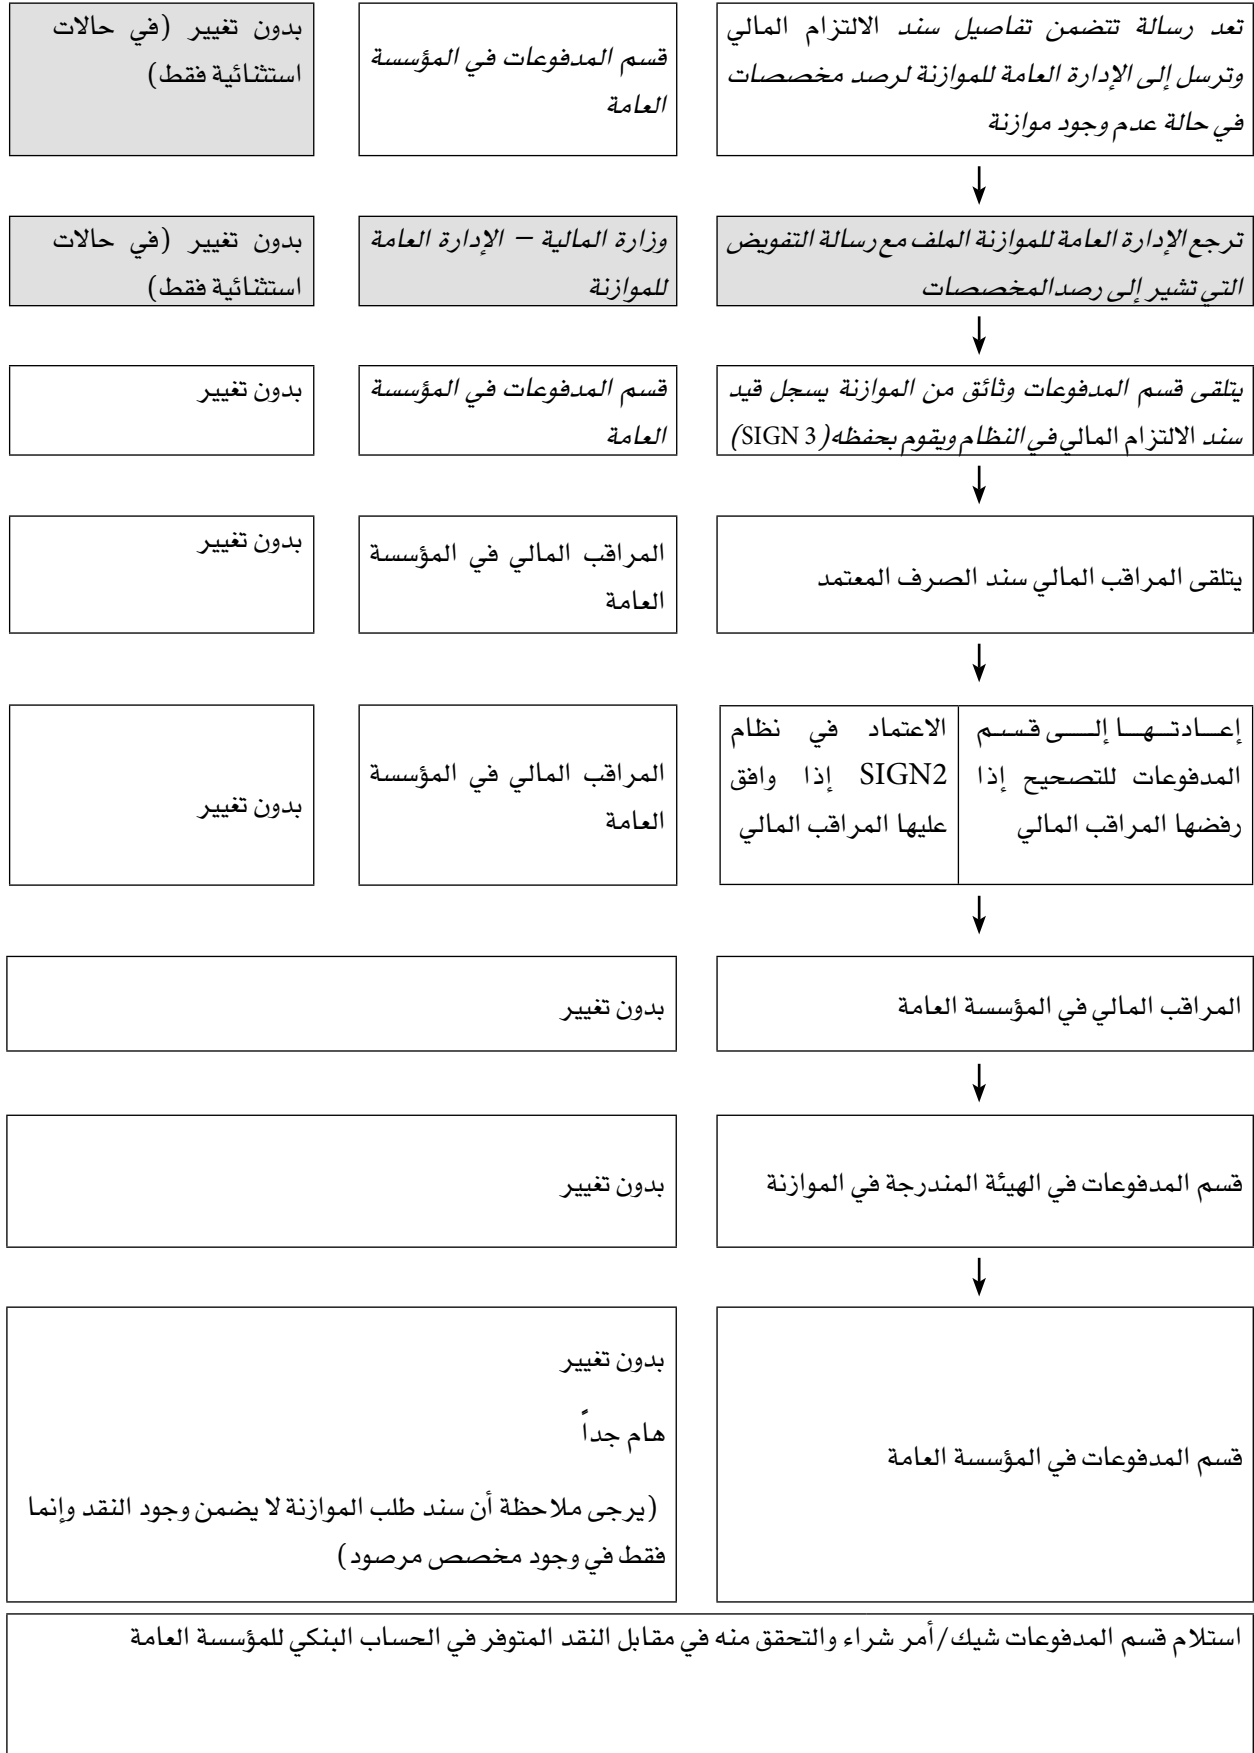 تعد رسالة تتضمن تفاصيل سند الالتزام المالي
وترسل إلى الإدارة العامة للموازنة لرصد مخصصات
في حالة عدم وجود موازنة
قسم المدفوعات في المؤسسة
العامة
بدون تغيير (في حالات
استثنائية فقط)
ترجع الإدارة العامة للموازنة الملف مع رسالة التفويض
التي تشير إلى رصد المخصصات
وزارة المالية – الإدارة العامة
للموازنة
بدون تغيير (في حالات
استثنائية فقط)
يتلقى قسم المدفوعات وثائق من الموازنة يسجل قيد
سند الالتزام المالي في النظام ويقوم بحفظه (SIGN 3)
قسم المدفوعات في المؤسسة
العامة
بدون تغيير
يتلقى المراقب المالي سند الصرف المعتمد
المراقب المالي في المؤسسة
العامة
بدون تغيير
إعادتها إلى قسم
المدفوعات للتصحيح إذا
رفضها المراقب المالي
الاعتماد في نظام
SIGN2 إذا وافق
عليها المراقب المالي
المراقب المالي في المؤسسة
العامة
بدون تغيير
المراقب المالي في المؤسسة العامة
بدون تغيير
قسم المدفوعات في الهيئة المندرجة في الموازنة
بدون تغيير
قسم المدفوعات في المؤسسة العامة
بدون تغيير
هام جداً
(يرجى ملاحظة أن سند طلب الموازنة لا يضمن وجود النقد وإنما
فقط في وجود مخصص مرصود)
استلام قسم المدفوعات شيك/أمر شراء والتحقق منه في مقابل النقد المتوفر في الحساب البنكي للمؤسسة العامة